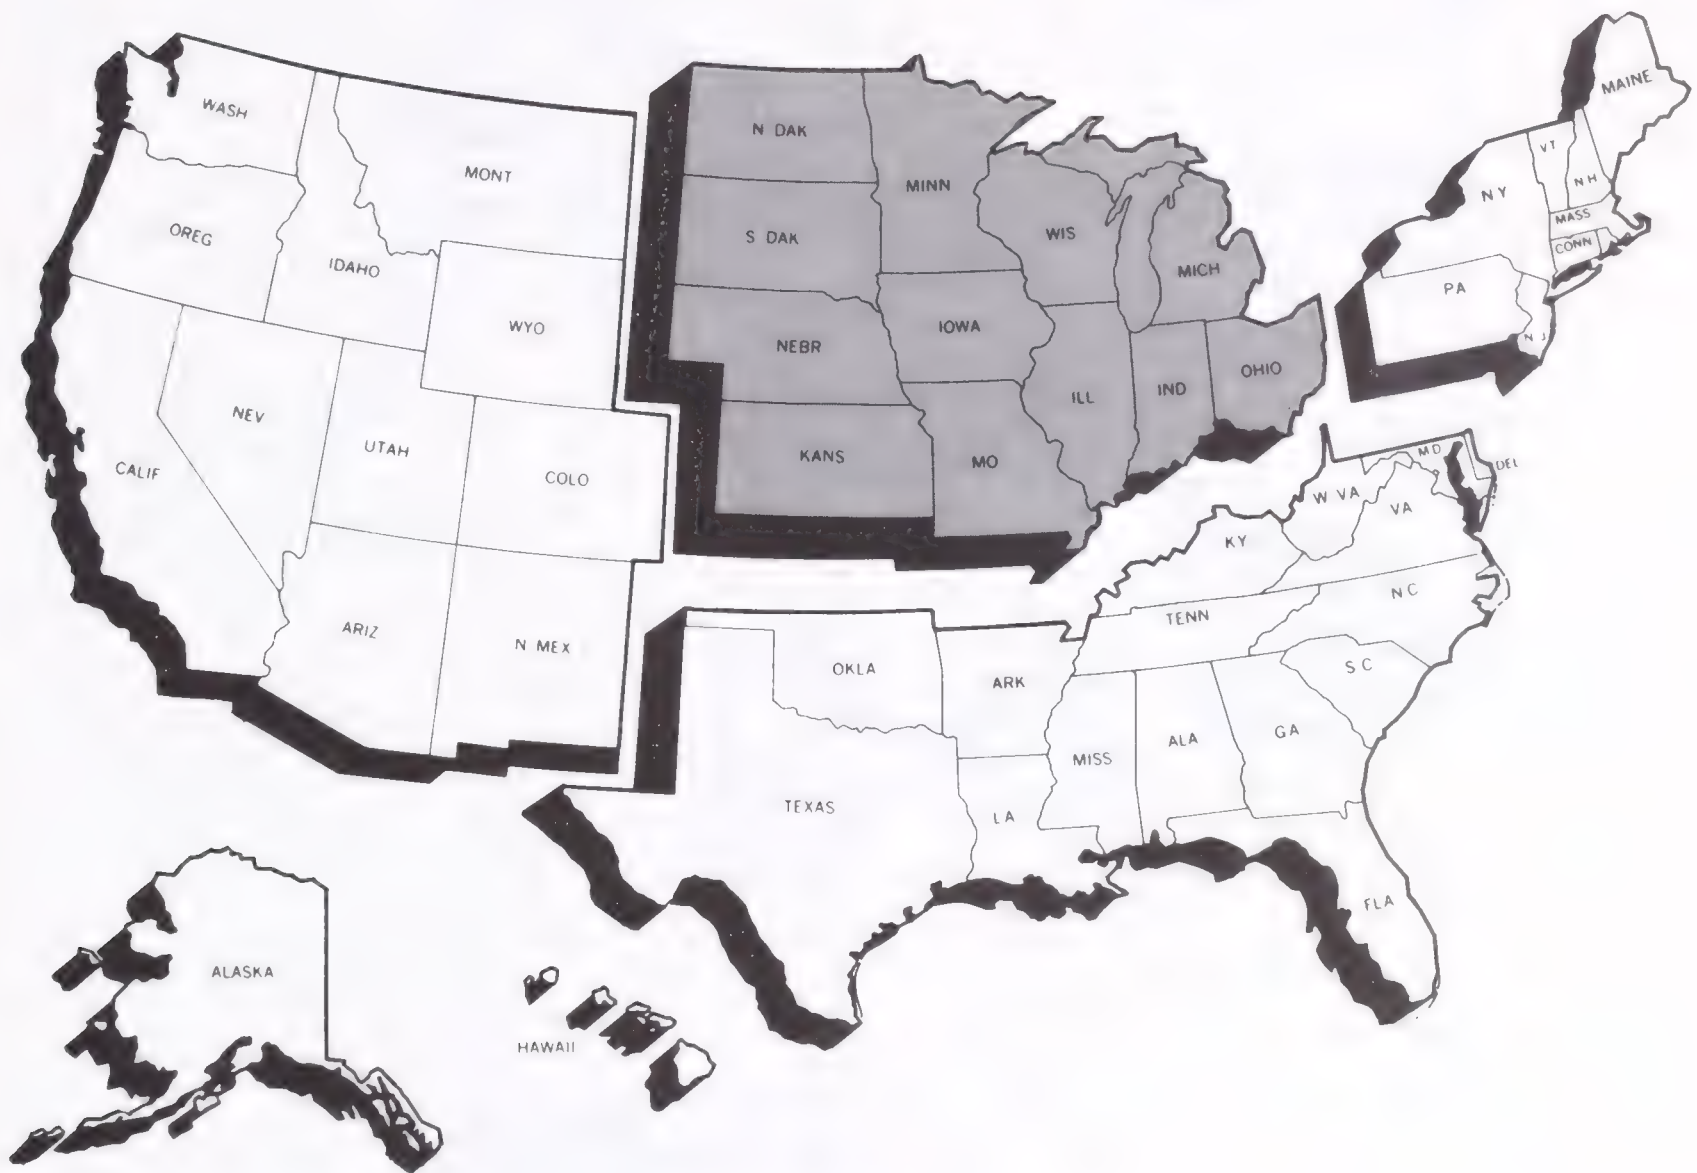 WASH
MONT
OREG
IDAHO
WYO
NEV
UTAH
CALIF
COLO
ARIZ
N MEX
N DAK
MINN
S DAK
WIS
MICH
NEBR
IOWA
ILL
IND
OHIO
KANS
MO
MAINE
VT
NH
NY
MASS
CONN
PA
NJ
MD
DEL
W VA
VA
KY
NC
TENN
SC
OKLA
ARK
GA
ALA
MISS
TEXAS
LA
FLA
ALASKA
HAWAII